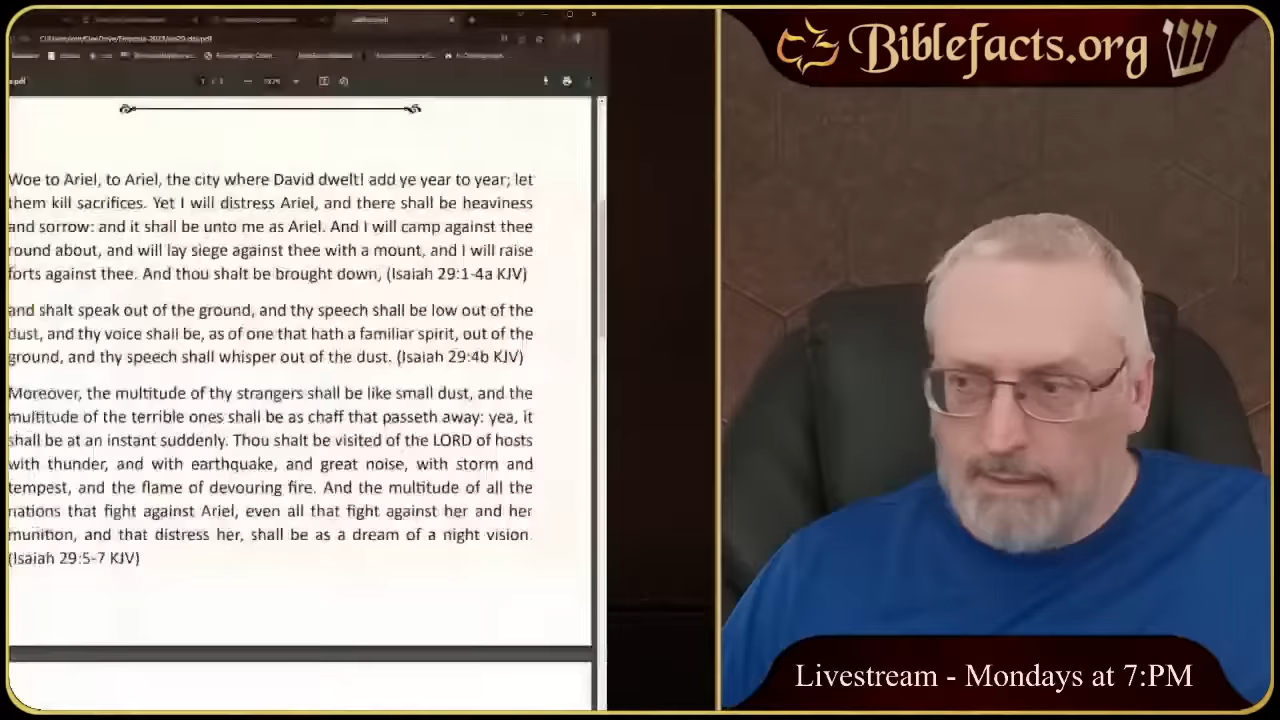 Biblefacts.org
Woe to Ariel, to Ariel, the city where David dwelt! add ye year to year; let
them kill sacrifices. Yet I will distress Ariel, and there shall be heaviness
and sorrow: and it shall be unto me as Ariel. And I will camp against thee
round about, and will lay siege against thee with a mount, and I will raise
forts against thee. And thou shalt be brought down, (Isaiah 29:1-4a KJV)
and shalt speak out of the ground, and thy speech shall be low out of the
dust, and thy voice shall be, as of one that hath a familiar spirit, out of the
ground, and thy speech shall whisper out of the dust. (Isaiah 29:4b KJV)
Moreover, the multitude of thy strangers shall be like small dust, and the
multitude of the terrible ones shall be as chaff that passeth away: yea, it
shall be at an instant suddenly. Thou shalt be visited of the LORD of hosts
with thunder, and with earthquake, and great noise, with storm and
tempest, and the flame of devouring fire. And the multitude of all the
nations that fight against Ariel, even all that fight against her and her
munition, and that distress her, shall be as a dream of a night vision.
(Isaiah 29:5-7 KJV)
Livestream - Mondays at 7:PM